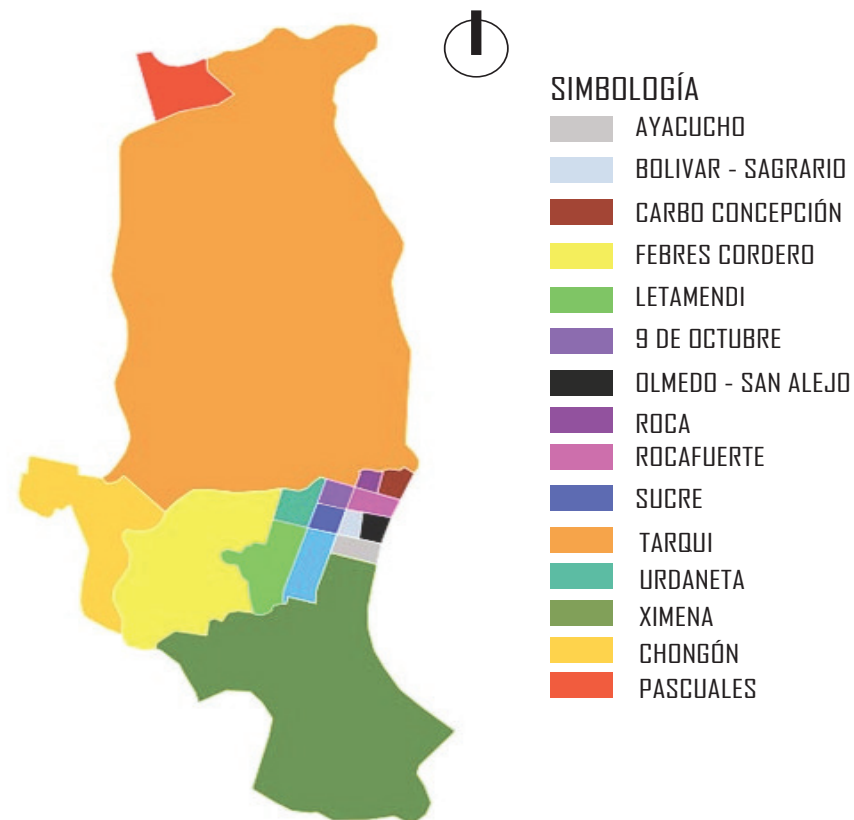 SIMBOLOGÍA
AYACUCHO
BOLIVAR - SAGRARIO
CARBO CONCEPCIÓN
FEBRES CORDERO
LETAMENDI
9 DE OCTUBRE
OLMEDO - SAN ALEJO
ROCA
ROCAFUERTE
SUCRE
TARQUI
URDANETA
XIMENA
CHONGÓN
PASCUALES